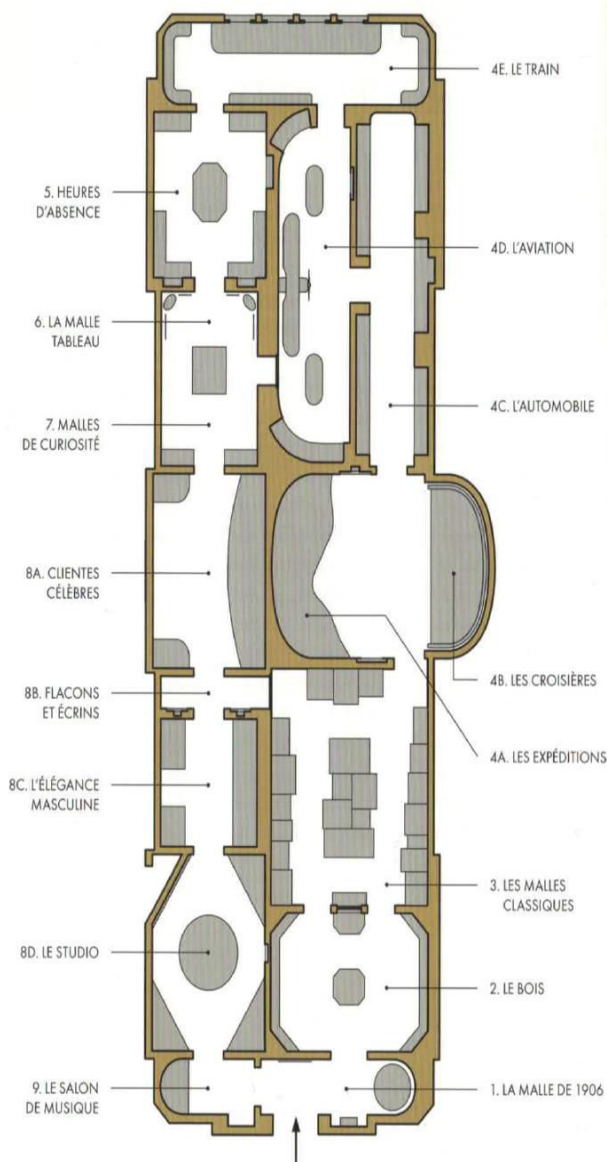 4E. LE TRAIN
5. HEURES
D'ABSENCE
4D. L'AVIATION
6. LA MALLE
TABLEAU
7. MALLES
DE CURIOSITÉ
4C. L'AUTOMOBILE
8A. CLIENTES
CÉLÈBRES
4B. LES CROISIÈRES
8B. FLACONS
ET ÉCRINS
4A. LES EXPÉDITIONS
8C. L'ÉLÉGANCE
MASCULINE
3. LES MALLES
CLASSIQUES
8D. LE STUDIO
2. LE BOIS
9. LE SALON
DE MUSIQUE
1. LA MALLE DE 1906